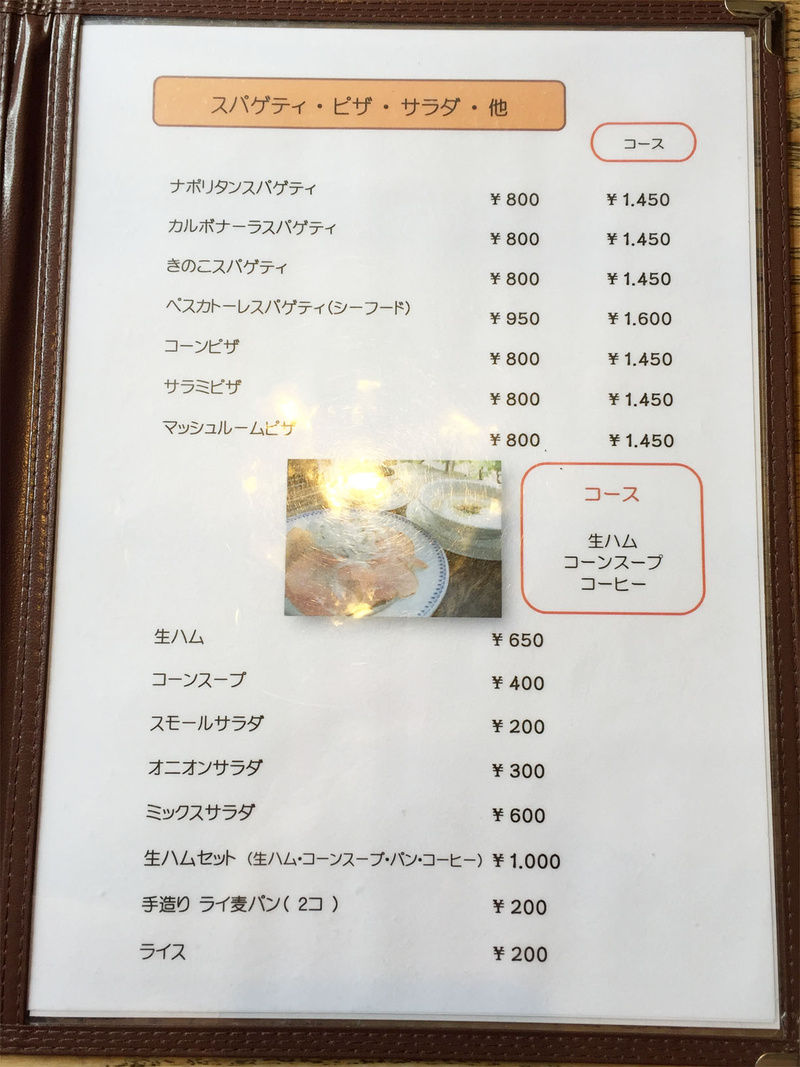 スパゲティ・ピザ・サラダ・他
コース
ナポリタンスパゲティ ¥800 ¥1.450
カルボナーラスパゲティ ¥800 ¥1.450
きのこスパゲティ ¥800 ¥1.450
ペスカトーレスパゲティ(シーフード) ¥950 ¥1.600
コーンピザ ¥800 ¥1.450
サラミピザ ¥800 ¥1.450
マッシュルームピザ ¥800 ¥1.450
コース
生ハム
コーンスープ
コーヒー
生ハム ¥650
コーンスープ ¥400
スモールサラダ ¥200
オニオンサラダ ¥300
ミックスサラダ ¥600
生ハムセット (生ハム・コーンスープ・パン・コーヒー) ¥1.000
手造り ライ麦パン( 2コ ) ¥200
ライス ¥200